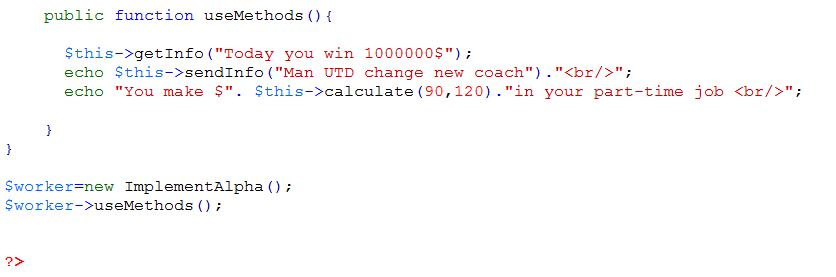 public function useMethods(){
$this->getInfo("Today you win 1000000$");
echo $this->sendInfo("Man UTD change new coach")."<br/>";
echo "You make $". $this->calculate(90,120)."in your part-time job <br/>";
}
}
$worker=new ImplementAlpha();
$worker->useMethods();
?>